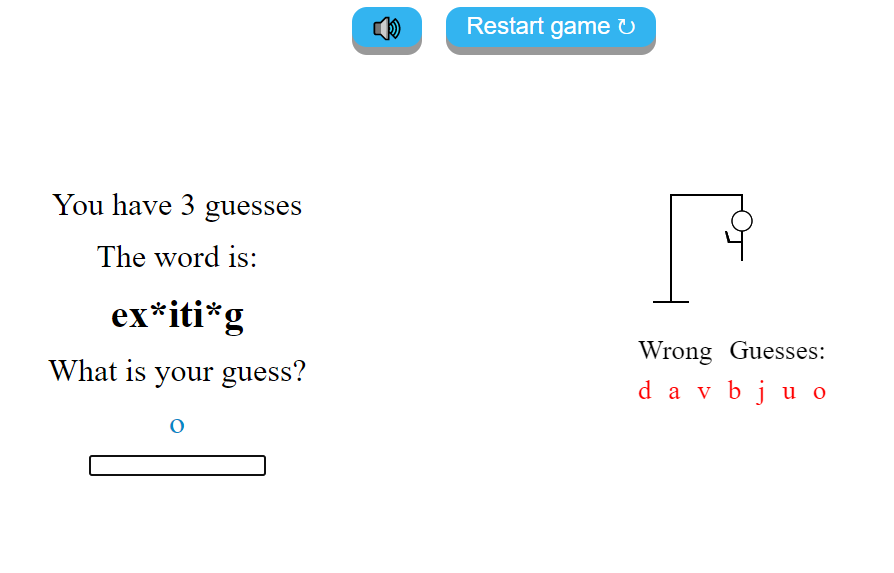 Restart game ↻
You have 3 guesses
The word is:
ex*iti*g
What is your guess?
o
Wrong Guesses:
d a v b j u o